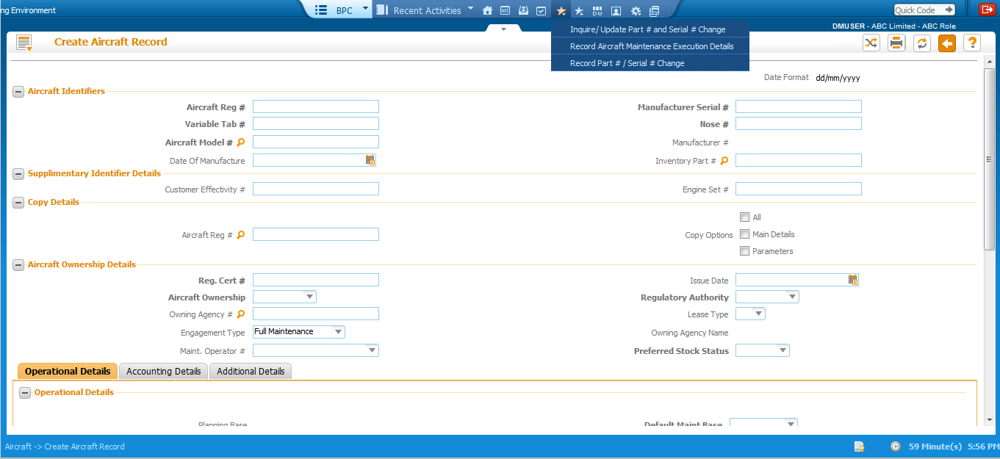 ng Environment
BPC Recent Activities WS DW Quick Code
DMUSER - ABC Limited - ABC Role
Inquire/ Update Part # and Serial # Change
Record Aircraft Maintenance Execution Details
Record Part # / Serial # Change
Create Aircraft Record
?
Date Format dd/mm/yyyy
Aircraft Identifiers
Aircraft Reg # Manufacturer Serial #
Variable Tab # Nose #
Aircraft Model # Manufacturer #
Date Of Manufacture Inventory Part #
Supplimentary Identifier Details
Customer Effectivity # Engine Set #
Copy Details
All
Aircraft Reg # Copy Options Main Details
Parameters
Aircraft Ownership Details
Reg. Cert # Issue Date
Aircraft Ownership Regulatory Authority
Owning Agency # Lease Type
Engagement Type Full Maintenance Owning Agency Name
Maint. Operator # Preferred Stock Status
Operational Details Accounting Details Additional Details
Operational Details
Planning Base Default Maint Base
Aircraft -> Create Aircraft Record 59 Minute(s) 5:56 PM